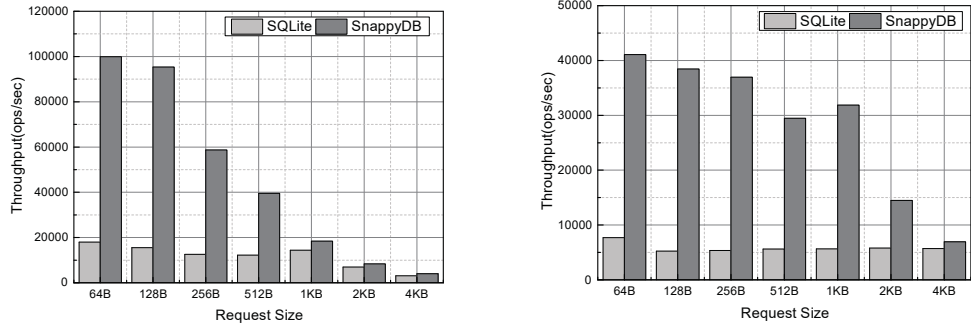 120000
100000
80000
60000
40000
20000
0
Throughput(ops/sec)
SQLite SnappyDB
64B 128B 256B 512B 1KB 2KB 4KB
Request Size
50000
40000
30000
20000
10000
0
Throughput(ops/sec)
SQLite SnappyDB
64B 128B 256B 512B 1KB 2KB 4KB
Request Size